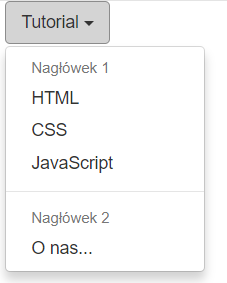 Tutorial
Nagłówek 1
HTML
CSS
JavaScript
Nagłówek 2
O nas...